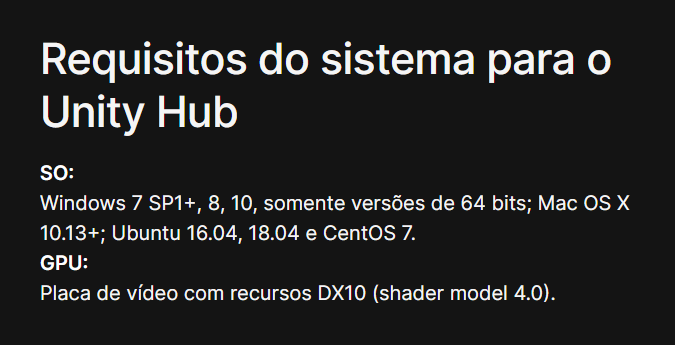 Requisitos do sistema para o
Unity Hub
SO:
Windows 7 SP1+, 8, 10, somente versões de 64 bits; Mac OS X
10.13+; Ubuntu 16.04, 18.04 e CentOS 7.
GPU:
Placa de vídeo com recursos DX10 (shader model 4.0).